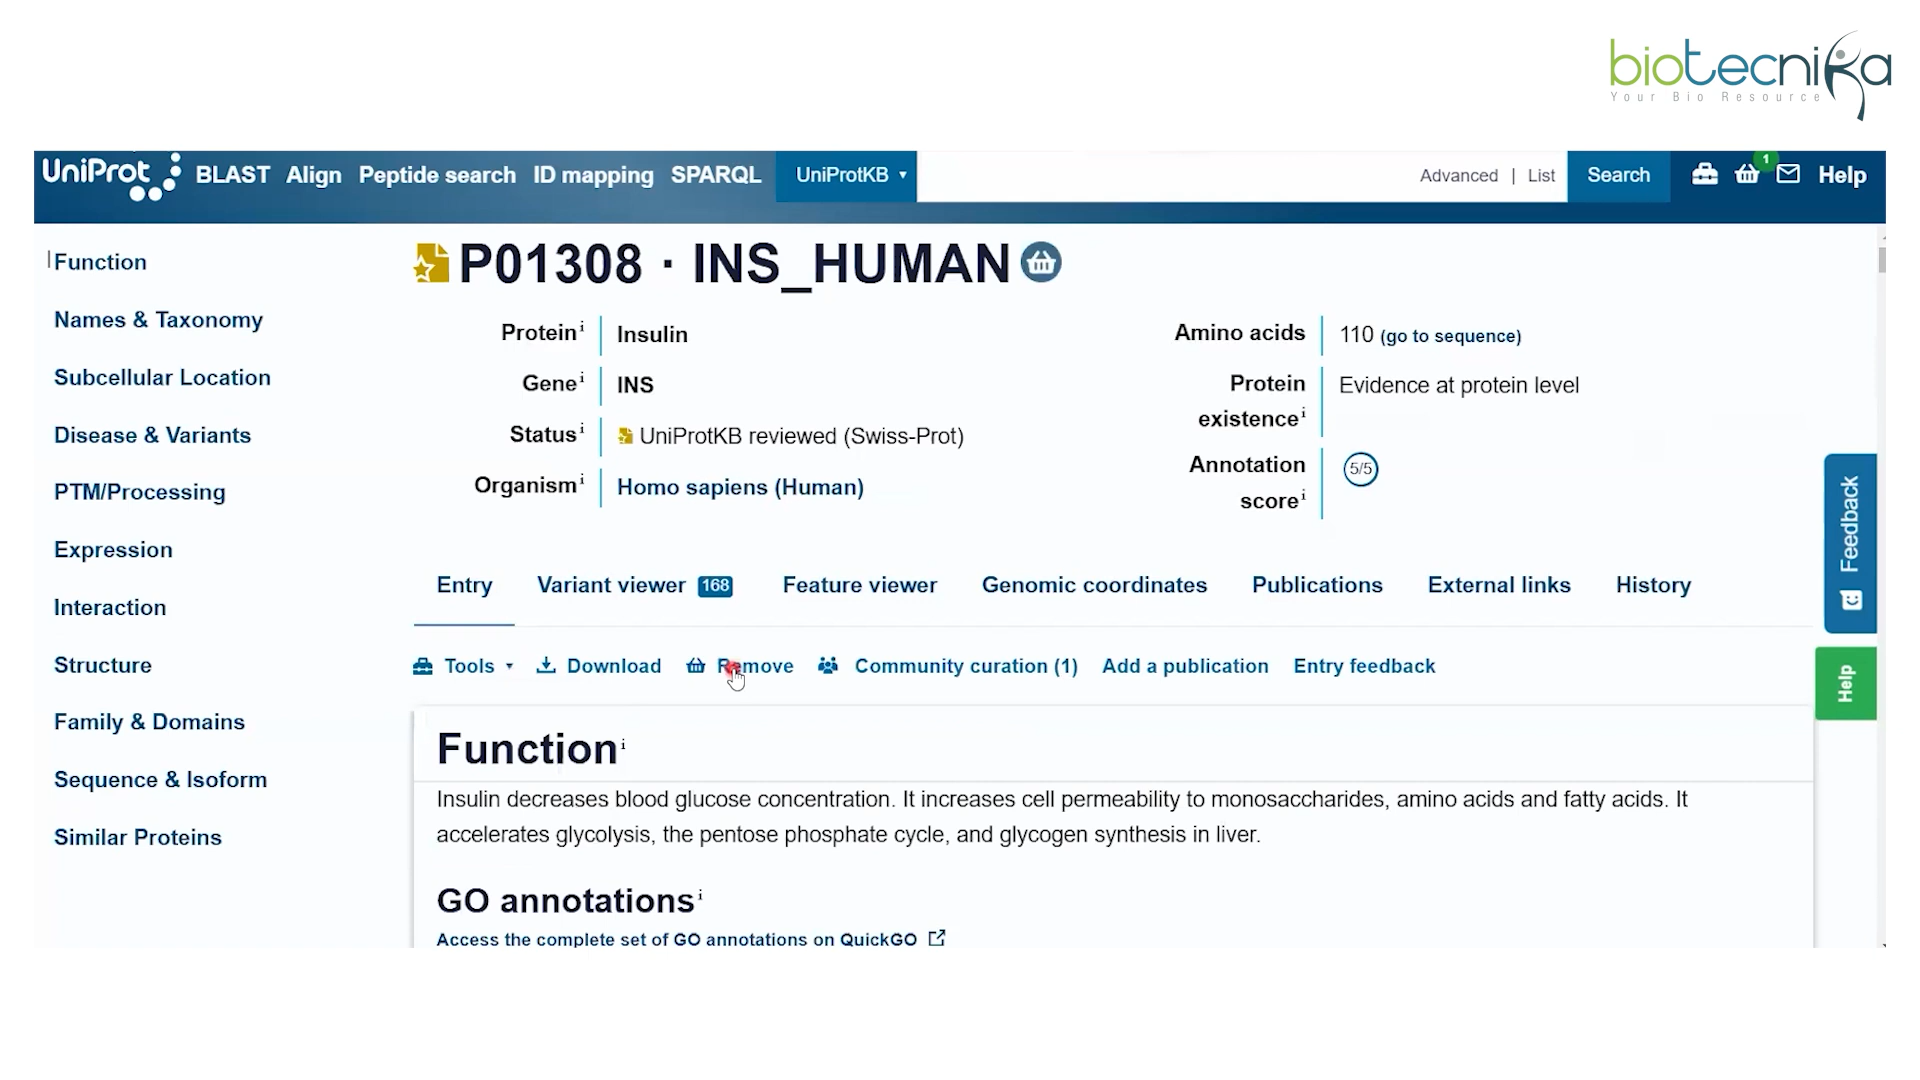 biotecnika
Your Bio Resource
UniProt BLAST Align Peptide search ID mapping SPARQL UniProtKB Advanced | List Search 1 Help
Function
Names & Taxonomy
Subcellular Location
Disease & Variants
PTM/Processing
Expression
Interaction
Structure
Family & Domains
Sequence & Isoform
Similar Proteins
P01308 · INS_HUMAN
Protein i Insulin
Gene i INS
Status i UniProtKB reviewed (Swiss-Prot)
Organism i Homo sapiens (Human)
Amino acids 110 (go to sequence)
Protein existence i Evidence at protein level
Annotation score i 5/5
Entry Variant viewer 168 Feature viewer Genomic coordinates Publications External links History
Tools Download Remove Community curation (1) Add a publication Entry feedback
Function i
Insulin decreases blood glucose concentration. It increases cell permeability to monosaccharides, amino acids and fatty acids. It
accelerates glycolysis, the pentose phosphate cycle, and glycogen synthesis in liver.
GO annotations i
Access the complete set of GO annotations on QuickGO
Feedback
Help